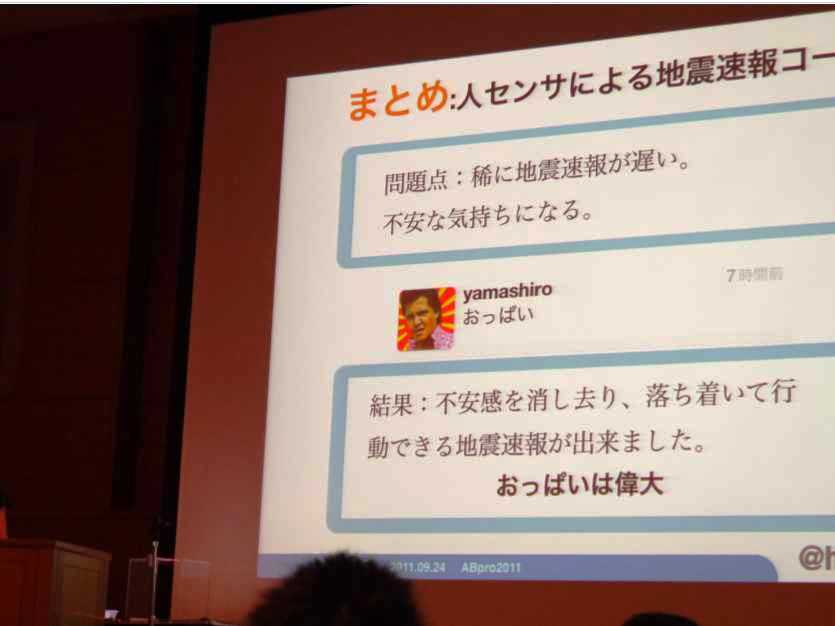 まとめ:人センサによる地震速報コー
問題点：稀に地震速報が遅い。
不安な気持ちになる。
yamashiro
7時間前
おっぱい
結果：不安感を消し去り、落ち着いて行
動できる地震速報が出来ました。
おっぱいは偉大
2011.09.24 ABpro2011
@h